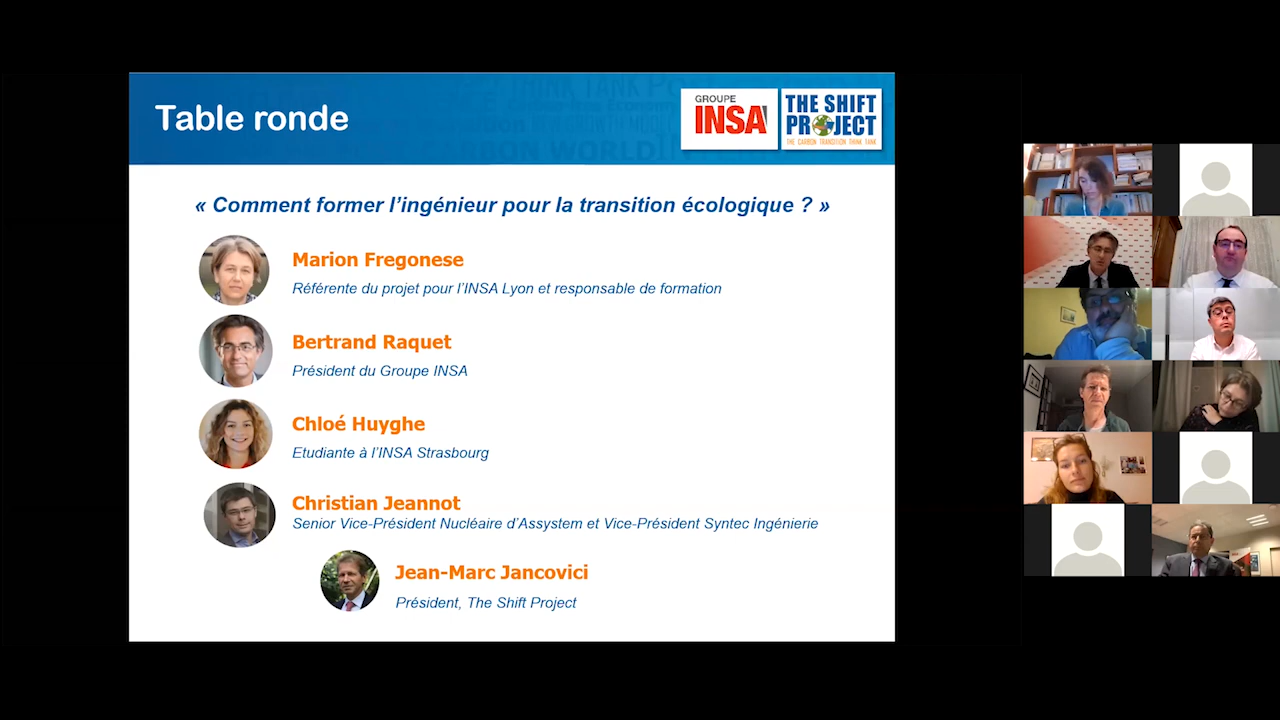 Table ronde
GROUPE
INSA
THE SHIFT
PROJECT
THE CARBON TRANSITION THINK TANK
« Comment former l'ingénieur pour la transition écologique ? »
Marion Fregonese
Référente du projet pour l'INSA Lyon et responsable de formation
Bertrand Raquet
Président du Groupe INSA
Chloé Huyghe
Etudiante à l'INSA Strasbourg
Christian Jeannot
Senior Vice-Président Nucléaire d'Assystem et Vice-Président Syntec Ingénierie
Jean-Marc Jancovici
Président, The Shift Project